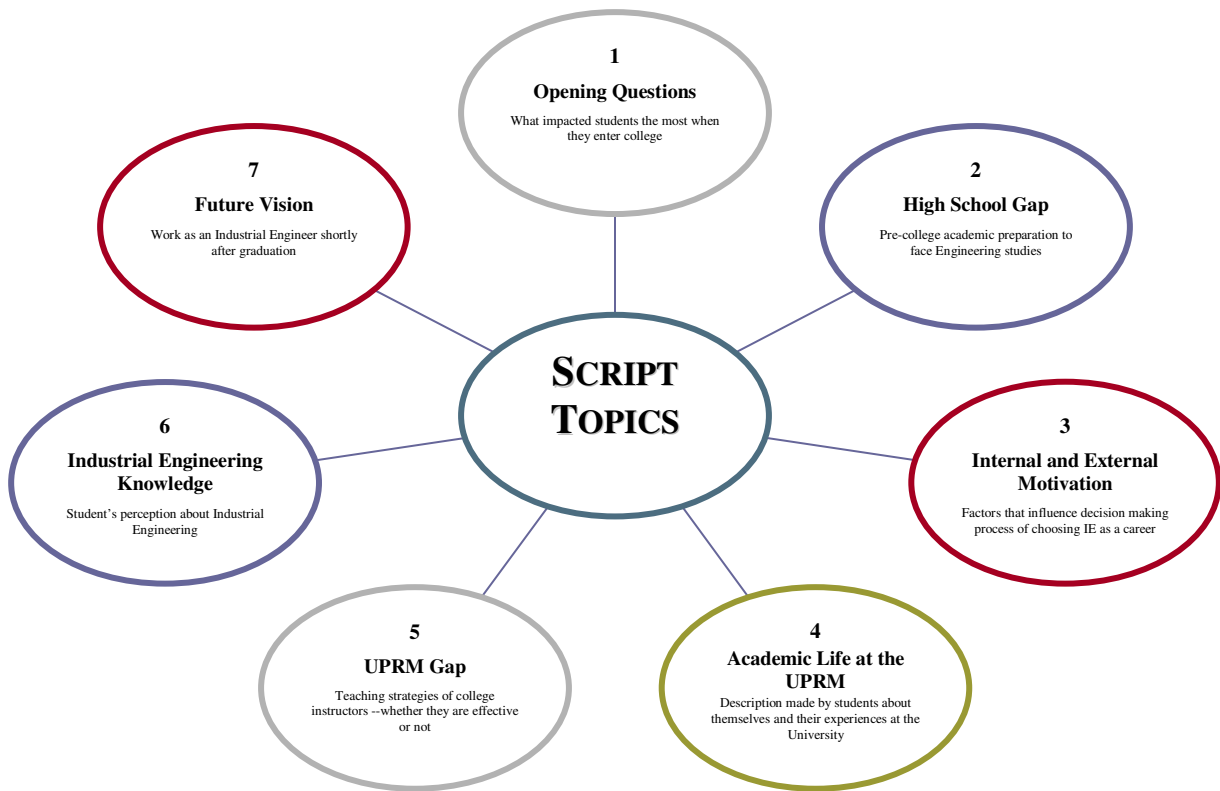 1
Opening Questions
What impacted students the most when
they enter college
2
High School Gap
Pre-college academic preparation to
face Engineering studies
3
Internal and External
Motivation
Factors that influence decision making
process of choosing IE as a career
4
Academic Life at the
UPRM
Description made by students about
themselves and their experiences at the
University
5
UPRM Gap
Teaching strategies of college
instructors --whether they are effective
or not
6
Industrial Engineering
Knowledge
Student’s perception about Industrial
Engineering
7
Future Vision
Work as an Industrial Engineer shortly
after graduation
SCRIPT
TOPICS